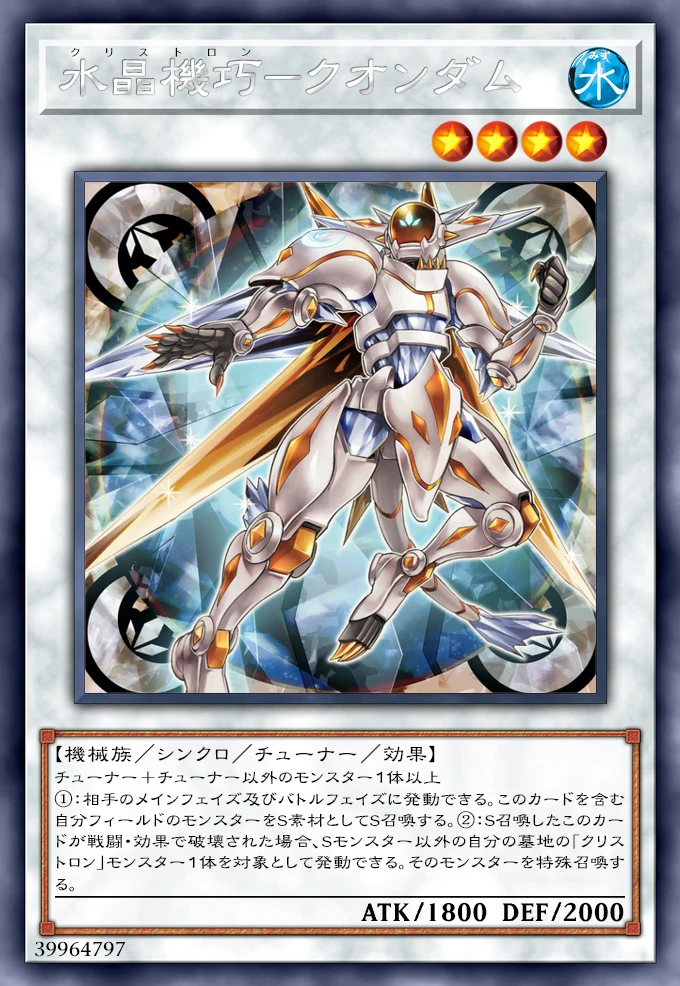 クリストロン
水晶機巧－クオンダム
みず
水
【機械族／シンクロ／チューナー／効果】
チューナー＋チューナー以外のモンスター１体以上
①：相手のメインフェイズ及びバトルフェイズに発動できる。このカードを含む
自分フィールドのモンスターをS素材としてS召喚する。②：S召喚したこのカー
ドが戦闘・効果で破壊された場合、Sモンスター以外の自分の墓地の「クリス
トロン」モンスター１体を対象として発動できる。そのモンスターを特殊召喚す
る。
ATK/1800 DEF/2000
39964797